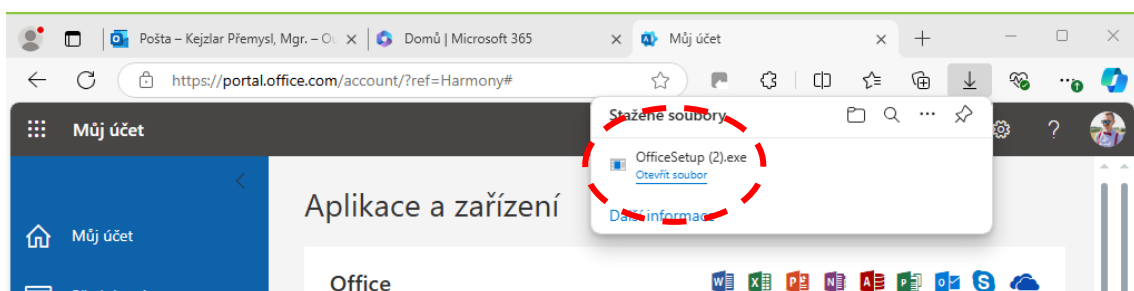 Pošta – Kejzlar Přemysl, Mgr. – Ou
Domů | Microsoft 365
Můj účet
https://portal.office.com/account/?ref=Harmony#
Můj účet
Stažené soubory
OfficeSetup (2).exe
Otevřít soubor
Další informace
Aplikace a zařízení
Můj účet
Office